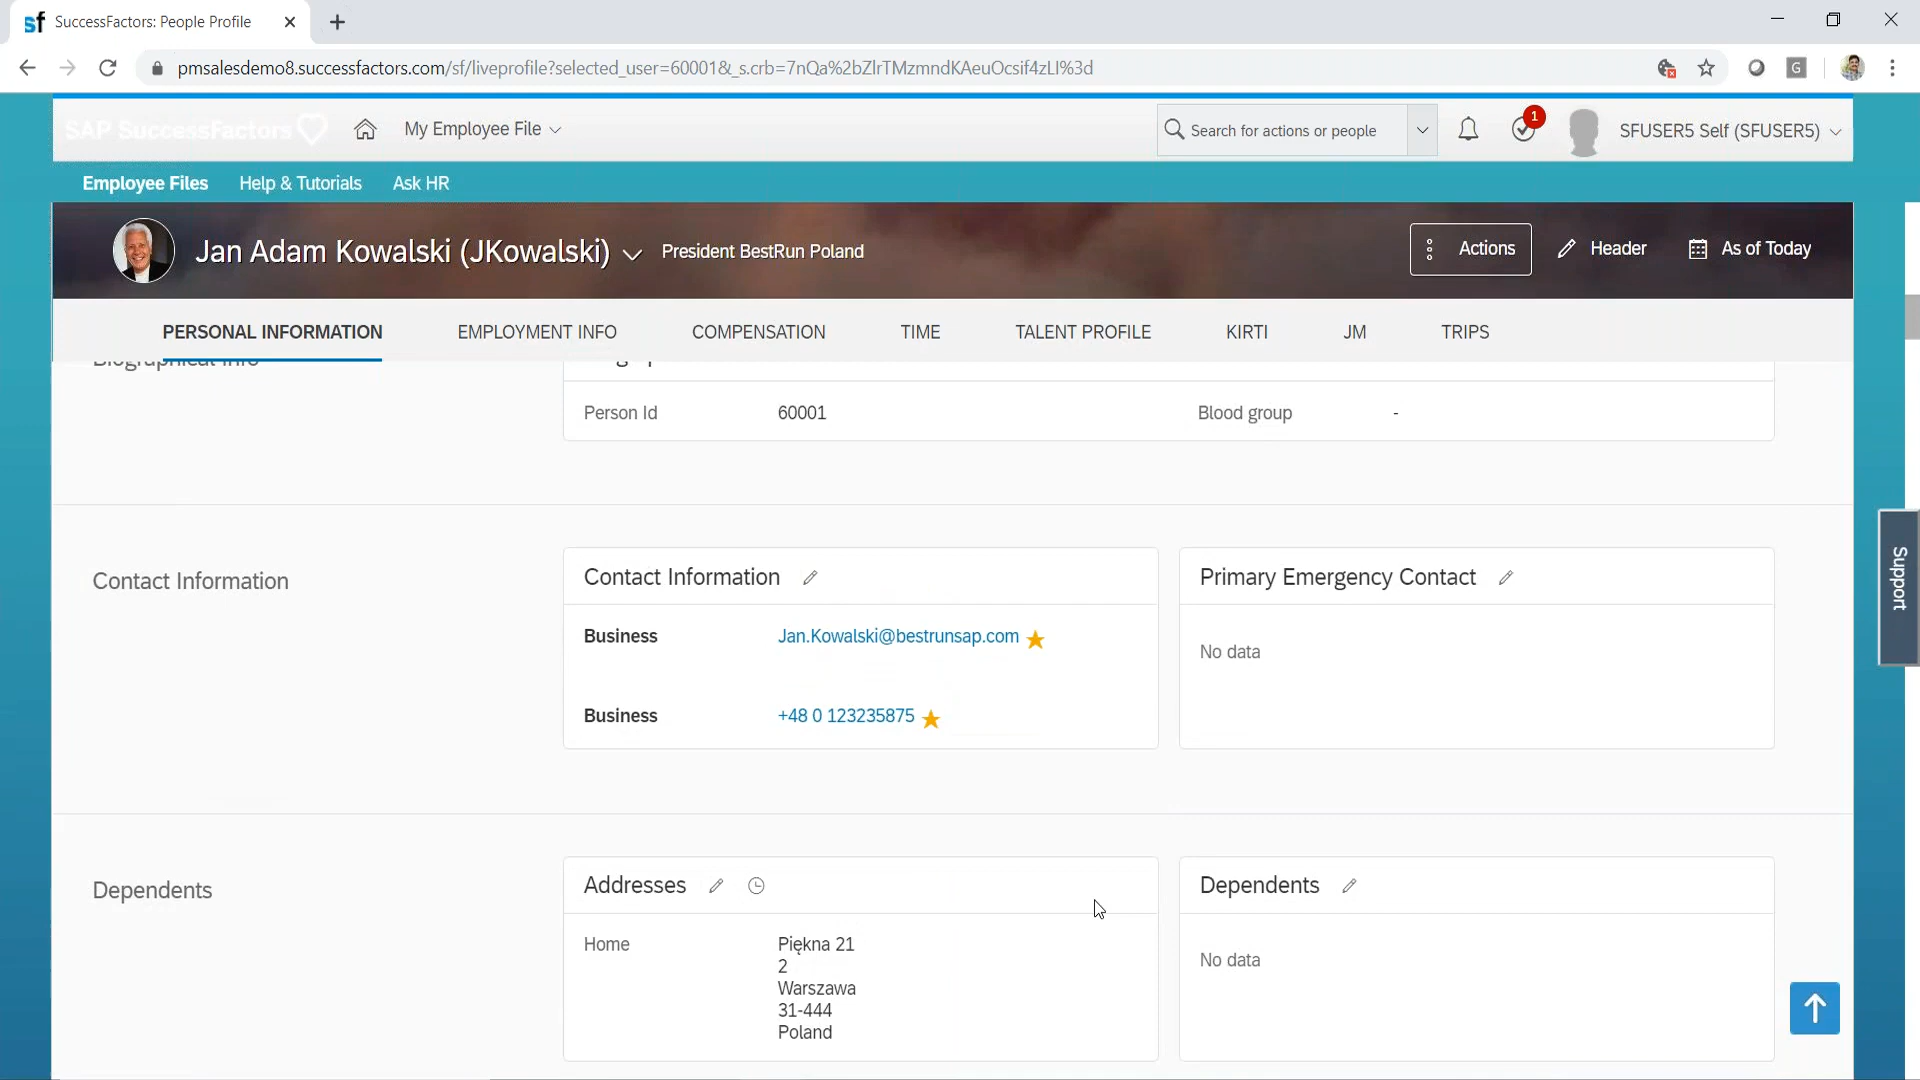 sf SuccessFactors: People Profile
pmsalesdemo8.successfactors.com/sf/liveprofile?selected_user=60001&_s.crb=7nQa%2bZlrTMzmndKAeuOcsif4zLI%3d
G
SAP SuccessFactors
My Employee File
Search for actions or people
1
SFUSER5 Self (SFUSER5)
Employee Files
Help & Tutorials
Ask HR
Jan Adam Kowalski (JKowalski)
President BestRun Poland
Actions
Header
As of Today
PERSONAL INFORMATION
EMPLOYMENT INFO
COMPENSATION
TIME
TALENT PROFILE
KIRTI
JM
TRIPS
Biographical Info
Person Id
60001
Blood group
-
Contact Information
Contact Information
Business
Jan.Kowalski@bestrunsap.com
Business
+48 0 123235875
Primary Emergency Contact
No data
Support
Dependents
Addresses
Home
Piękna 21
2
Warszawa
31-444
Poland
Dependents
No data